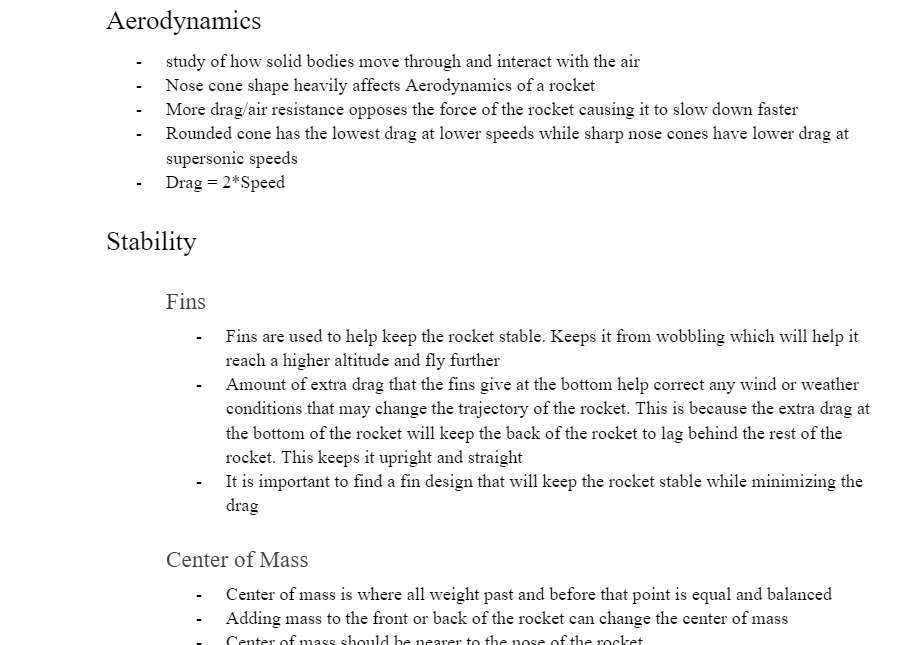 Aerodynamics
- study of how solid bodies move through and interact with the air
- Nose cone shape heavily affects Aerodynamics of a rocket
- More drag/air resistance opposes the force of the rocket causing it to slow down faster
- Rounded cone has the lowest drag at lower speeds while sharp nose cones have lower drag at
supersonic speeds
- Drag = 2*Speed
Stability
Fins
- Fins are used to help keep the rocket stable. Keeps it from wobbling which will help it
reach a higher altitude and fly further
- Amount of extra drag that the fins give at the bottom help correct any wind or weather
conditions that may change the trajectory of the rocket. This is because the extra drag at
the bottom of the rocket will keep the back of the rocket to lag behind the rest of the
rocket. This keeps it upright and straight
- It is important to find a fin design that will keep the rocket stable while minimizing the
drag
Center of Mass
- Center of mass is where all weight past and before that point is equal and balanced
- Adding mass to the front or back of the rocket can change the center of mass
- Center of mass should be nearer to the nose of the rocket